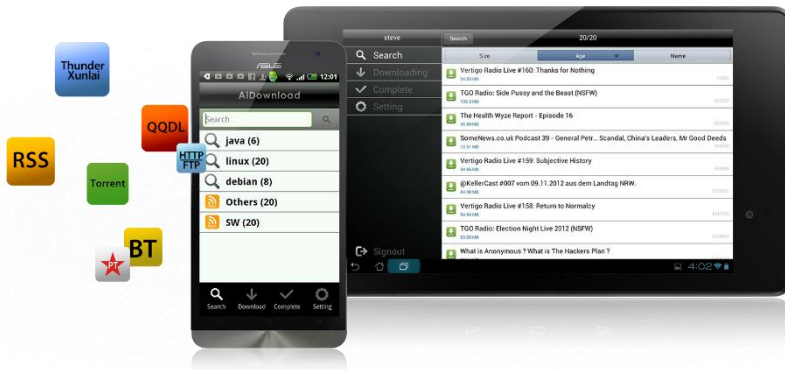 Thunder
Xunlai
QQDL
HTTP
FTP
RSS
Torrent
BT
PT
ASUS
12:01
AiDownload
Search
java (6)
linux (20)
debian (8)
Others (20)
SW (20)
Search
Download
Complete
Setting
steve
Search
20/20
Search
Downloading
Complete
Setting
Signout
Size
Age
Name
Vertigo Radio Live #160: Thanks for Nothing
TGO Radio: Side Pussy and the Beast (NSFW)
The Health Wyze Report - Episode 16
SomeNews.co.uk Podcast 39 - General Petr... Scandal, China's Leaders, Mr Good Deeds
Vertigo Radio Live #159: Subjective History
@KellerCast #007 vom 09.11.2012 aus dem Landtag NRW.
Vertigo Radio Live #158: Return to Normalcy
TGO Radio: Election Night Live 2012 (NSFW)
What is Anonymous ? What is The Hackers Plan ?
4:02